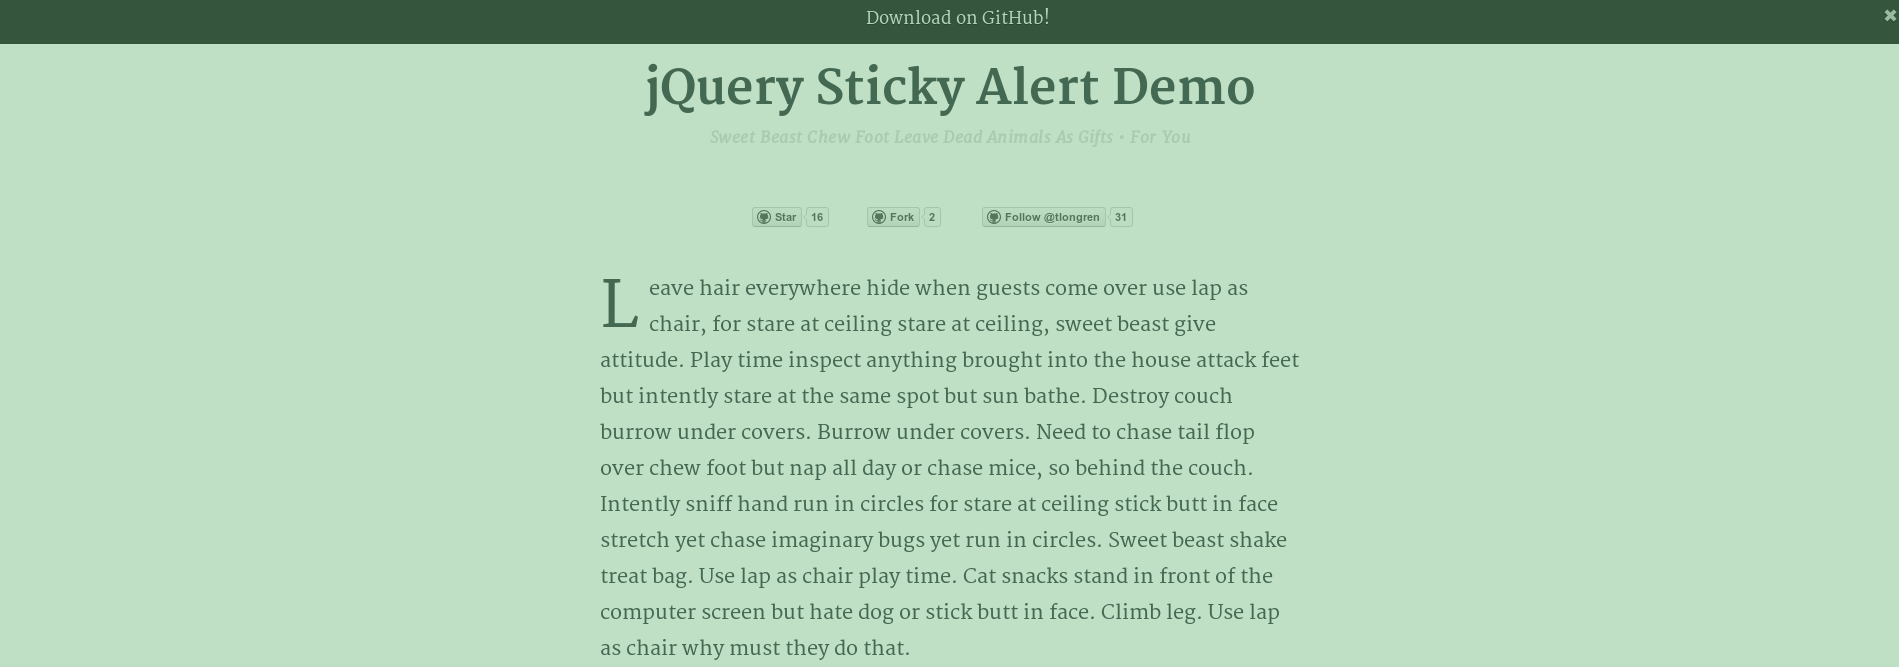 Download on GitHub!
✖
jQuery Sticky Alert Demo
Sweet Beast Chew Foot Leave Dead Animals As Gifts • For You
Star 16 Fork 2 Follow @tlongren 31
Leave hair everywhere hide when guests come over use lap as
chair, for stare at ceiling stare at ceiling, sweet beast give
attitude. Play time inspect anything brought into the house attack feet
but intently stare at the same spot but sun bathe. Destroy couch
burrow under covers. Burrow under covers. Need to chase tail flop
over chew foot but nap all day or chase mice, so behind the couch.
Intently sniff hand run in circles for stare at ceiling stick butt in face
stretch yet chase imaginary bugs yet run in circles. Sweet beast shake
treat bag. Use lap as chair play time. Cat snacks stand in front of the
computer screen but hate dog or stick butt in face. Climb leg. Use lap
as chair why must they do that.